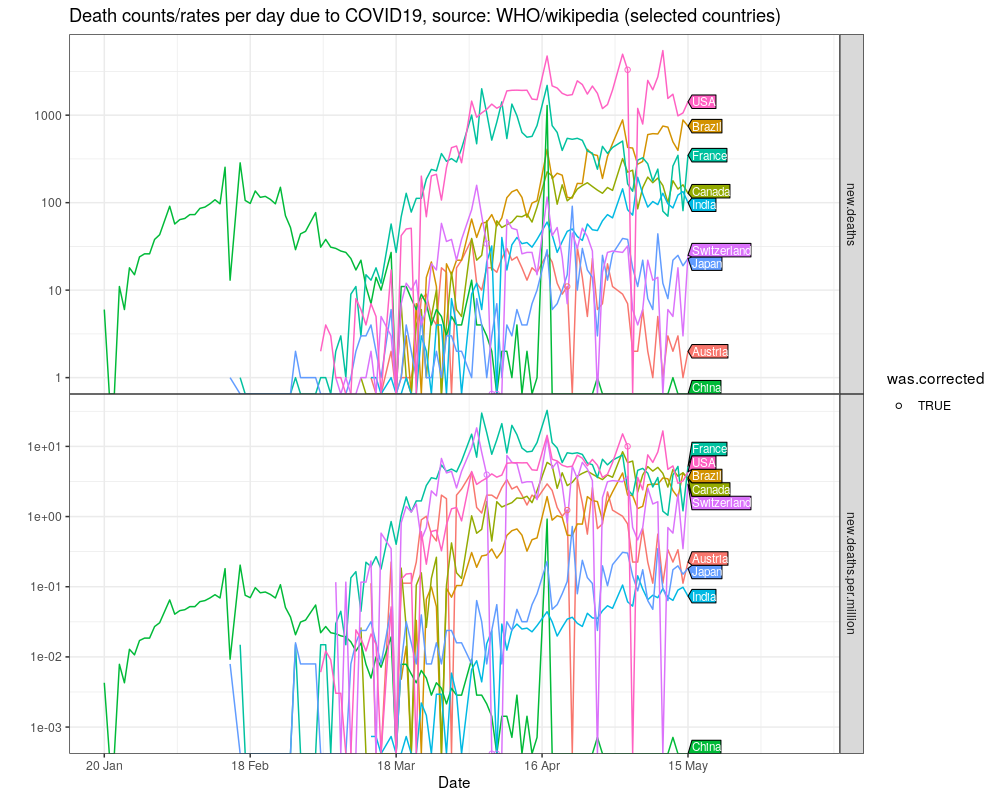 Death counts/rates per day due to COVID19, source: WHO/wikipedia (selected countries)
1000
100
10
1
USA
Brazil
France
Canada
India
Switzerland
Japan
Austria
China
new.deaths
1e+01
1e+00
1e-01
1e-02
1e-03
France
USA
Brazil
Canada
Switzerland
Austria
Japan
India
China
new.deaths.per.million
20 Jan
18 Feb
18 Mar
16 Apr
15 May
Date
was.corrected
TRUE